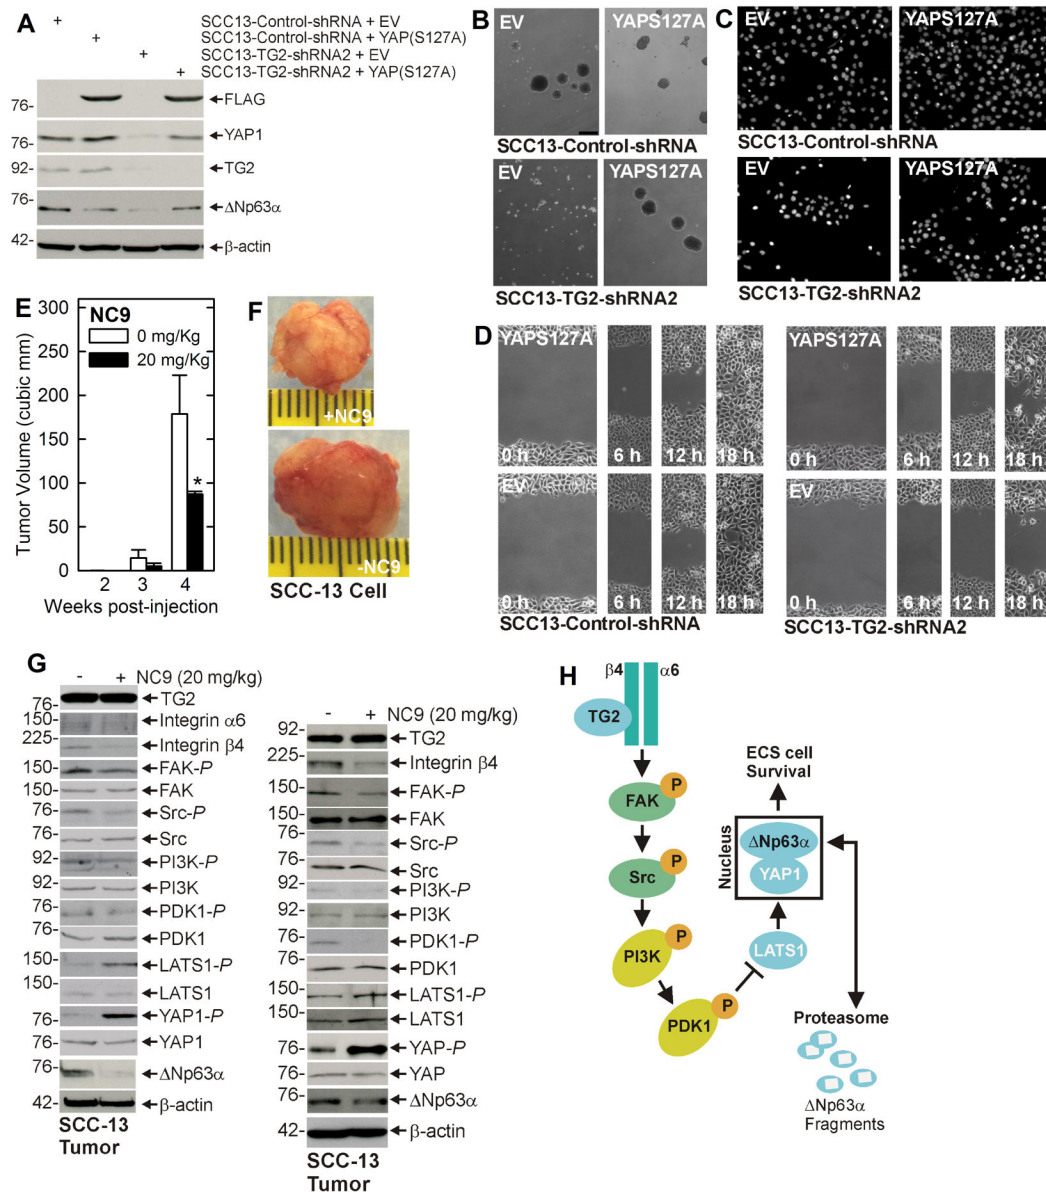 A
SCC13-Control-shRNA + EV
+
SCC13-Control-shRNA + YAP(S127A)
+
SCC13-TG2-shRNA2 + EV
+
SCC13-TG2-shRNA2 + YAP(S127A)
+
76-
FLAG
76-
YAP1
92-
TG2
76-
ΔNp63α
42-
β-actin
B
EV
YAPS127A
SCC13-Control-shRNA
EV
YAPS127A
SCC13-TG2-shRNA2
C
EV
YAPS127A
SCC13-Control-shRNA
EV
YAPS127A
SCC13-TG2-shRNA2
D
YAPS127A
0 h
6 h
12 h
18 h
EV
0 h
6 h
12 h
18 h
SCC13-Control-shRNA
YAPS127A
0 h
6 h
12 h
18 h
EV
0 h
6 h
12 h
18 h
SCC13-TG2-shRNA2
E
NC9
0 mg/Kg
20 mg/Kg
Tumor Volume (cubic mm)
300
250
200
150
100
50
0
*
2 3 4
Weeks post-injection
F
+NC9
-NC9
SCC-13 Cell
G
- + NC9 (20 mg/kg)
76-
TG2
150-
Integrin α6
225-
Integrin β4
150-
FAK-P
150-
FAK
76-
Src-P
76-
Src
92-
PI3K-P
92-
PI3K
76-
PDK1-P
76-
PDK1
150-
LATS1-P
150-
LATS1
76-
YAP1-P
YAP1
76-
ΔNp63α
42-
β-actin
SCC-13
Tumor
- + NC9 (20 mg/kg)
92-
TG2
225-
Integrin β4
150-
FAK-P
150-
FAK
76-
Src-P
76-
Src
92-
PI3K-P
92-
PI3K
76-
PDK1-P
76-
PDK1
150-
LATS1-P
150-
LATS1
76-
YAP-P
76-
YAP
76-
ΔNp63α
42-
β-actin
SCC-13
Tumor
H
β4 α6
TG2
P
FAK
P
Src
P
PI3K
P
PDK1
LATS1
Nucleus
ΔNp63α
YAP1
ECS cell
Survival
Proteasome
ΔNp63α
Fragments